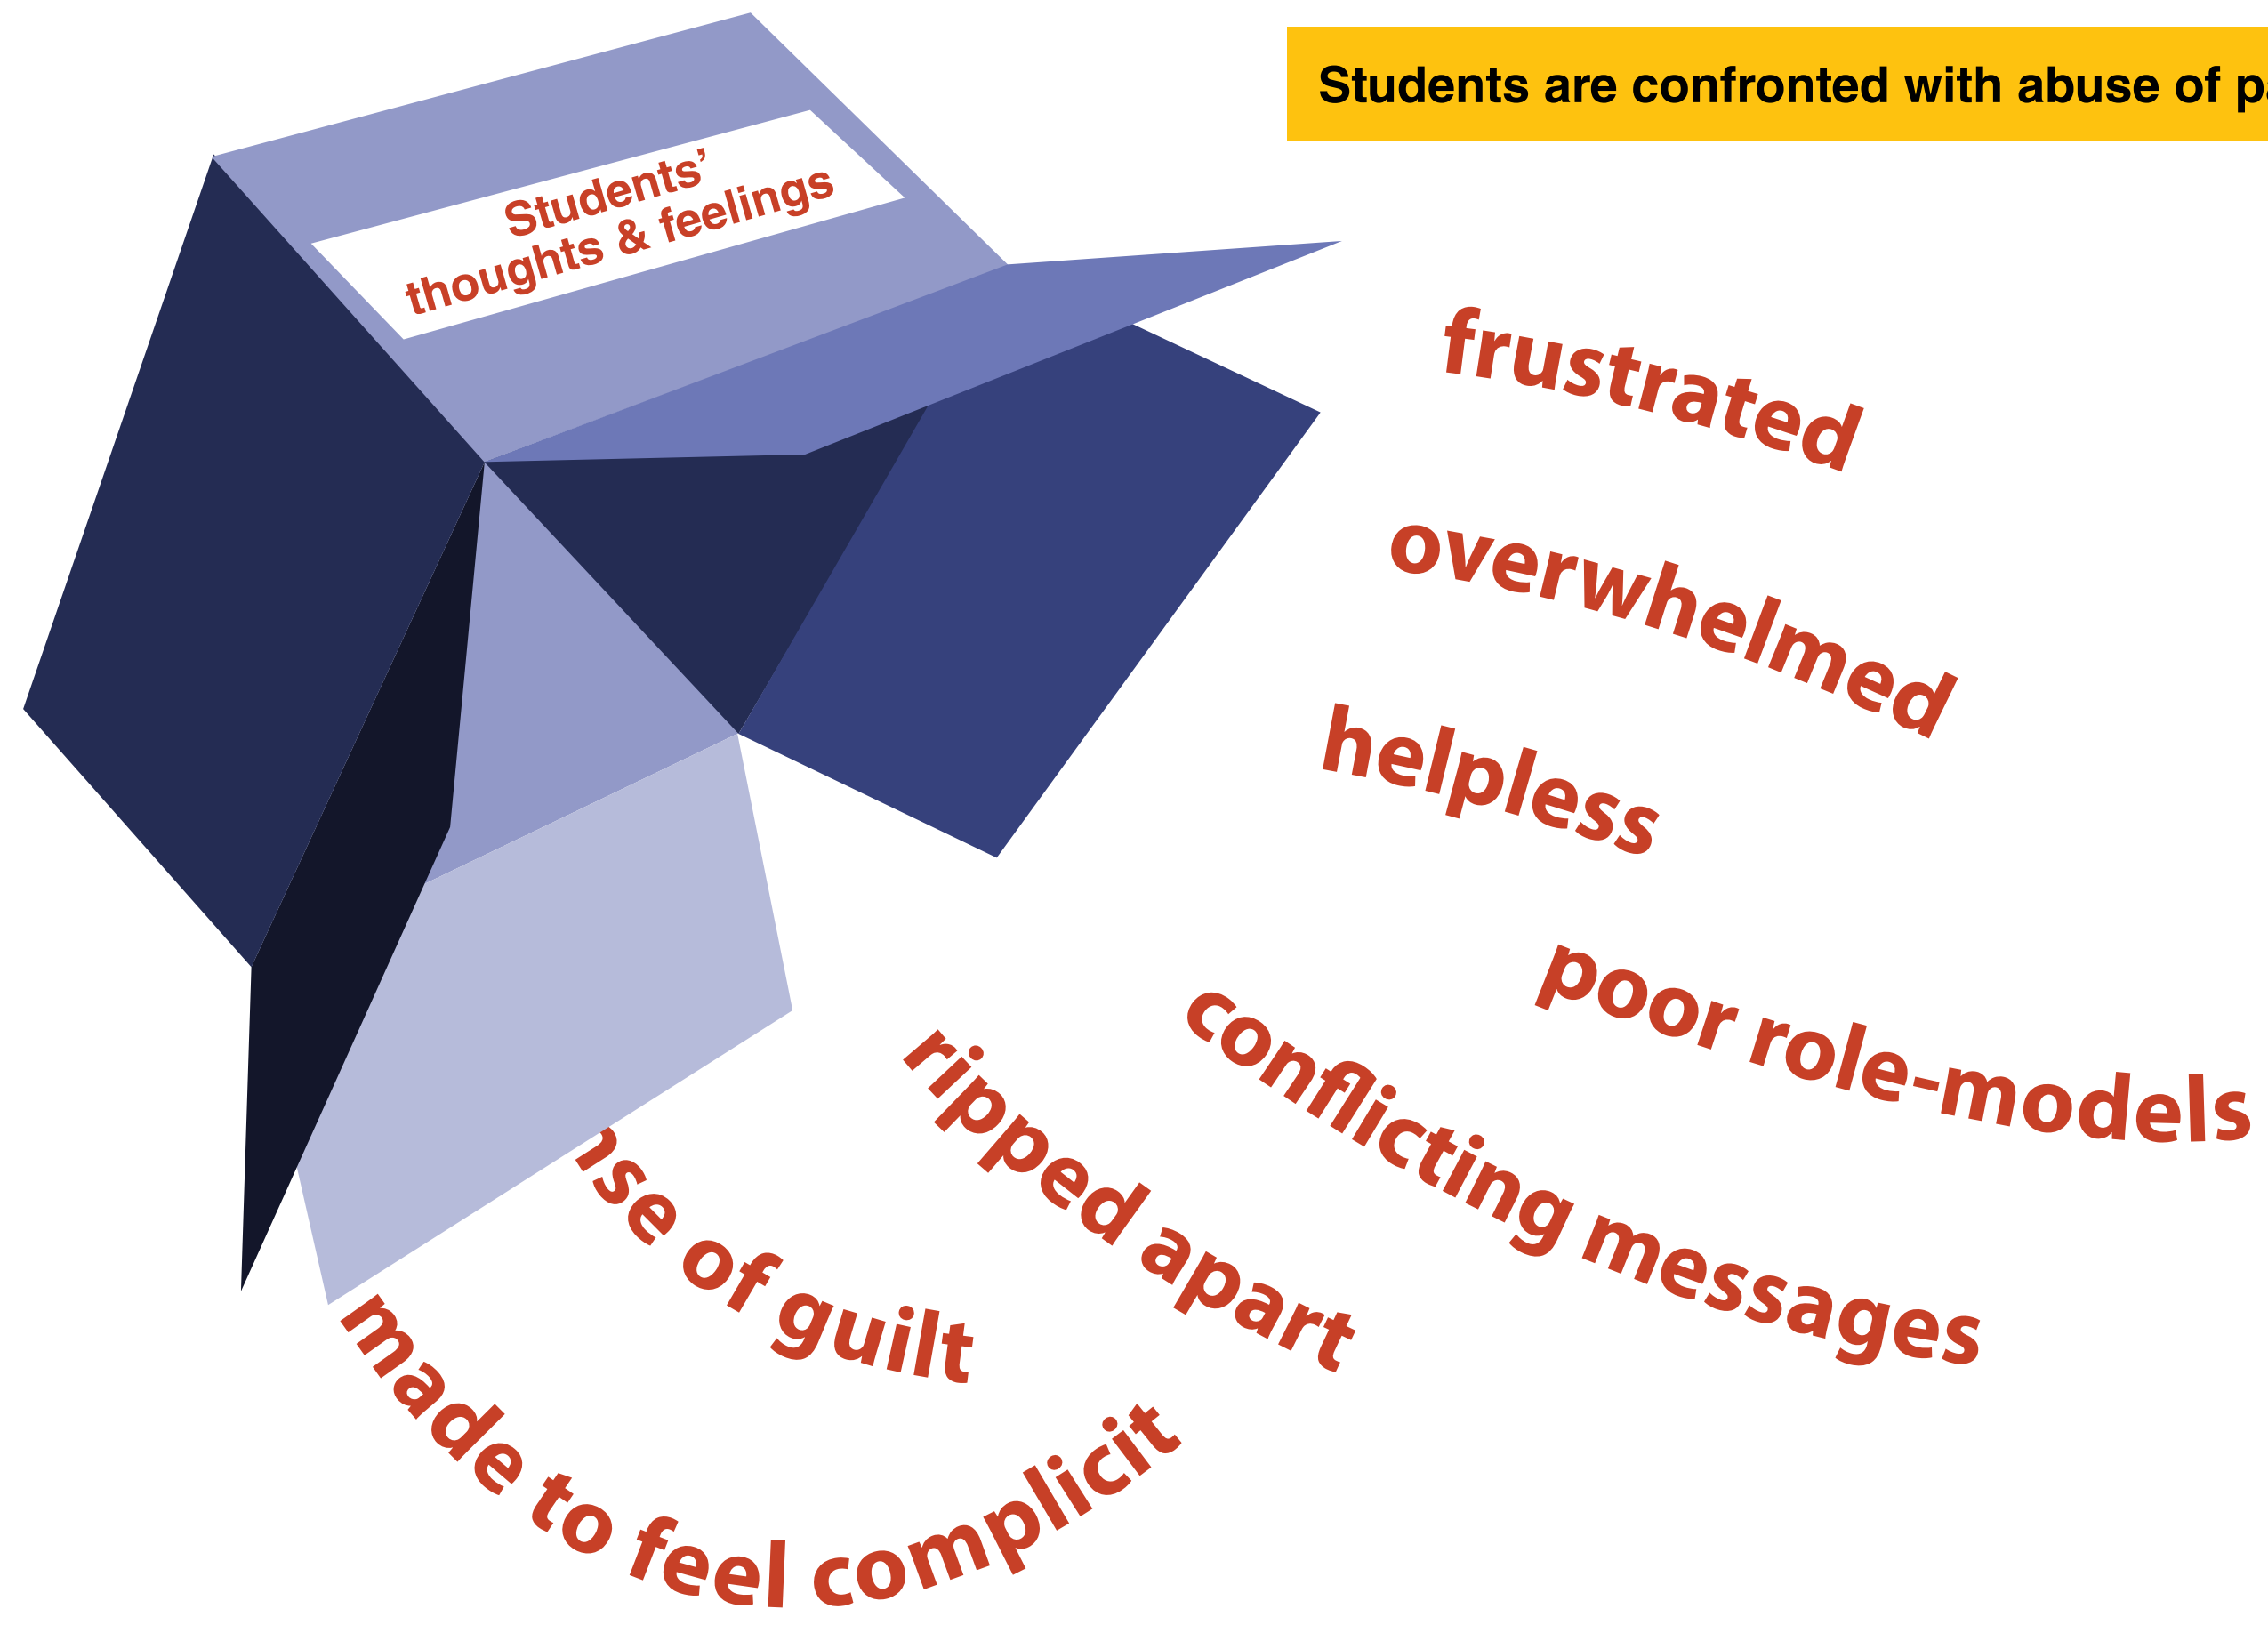 Students are confronted with abuse of
Students’
thoughts & feelings
frustrated
overwhelmed
helpless
poor role-models
conflicting messages
ripped apart
of guilt
made to feel complicit